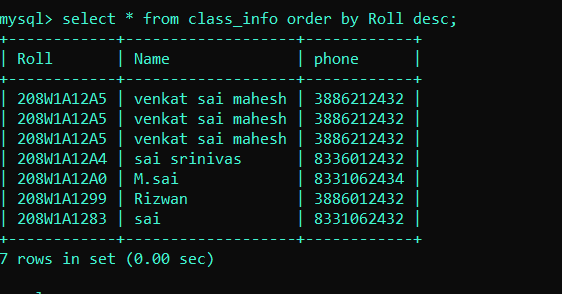 mysql> select * from class_info order by Roll desc;
+------------+-------------------+------------+
| Roll       | Name              | phone      |
+------------+-------------------+------------+
| 208W1A12A5 | venkat sai mahesh | 3886212432 |
| 208W1A12A5 | venkat sai mahesh | 3886212432 |
| 208W1A12A5 | venkat sai mahesh | 3886212432 |
| 208W1A12A4 | sai srinivas      | 8336012432 |
| 208W1A12A0 | M.sai             | 8331062434 |
| 208W1A1299 | Rizwan            | 3886012432 |
| 208W1A1283 | sai               | 8331062432 |
+------------+-------------------+------------+
7 rows in set (0.00 sec)